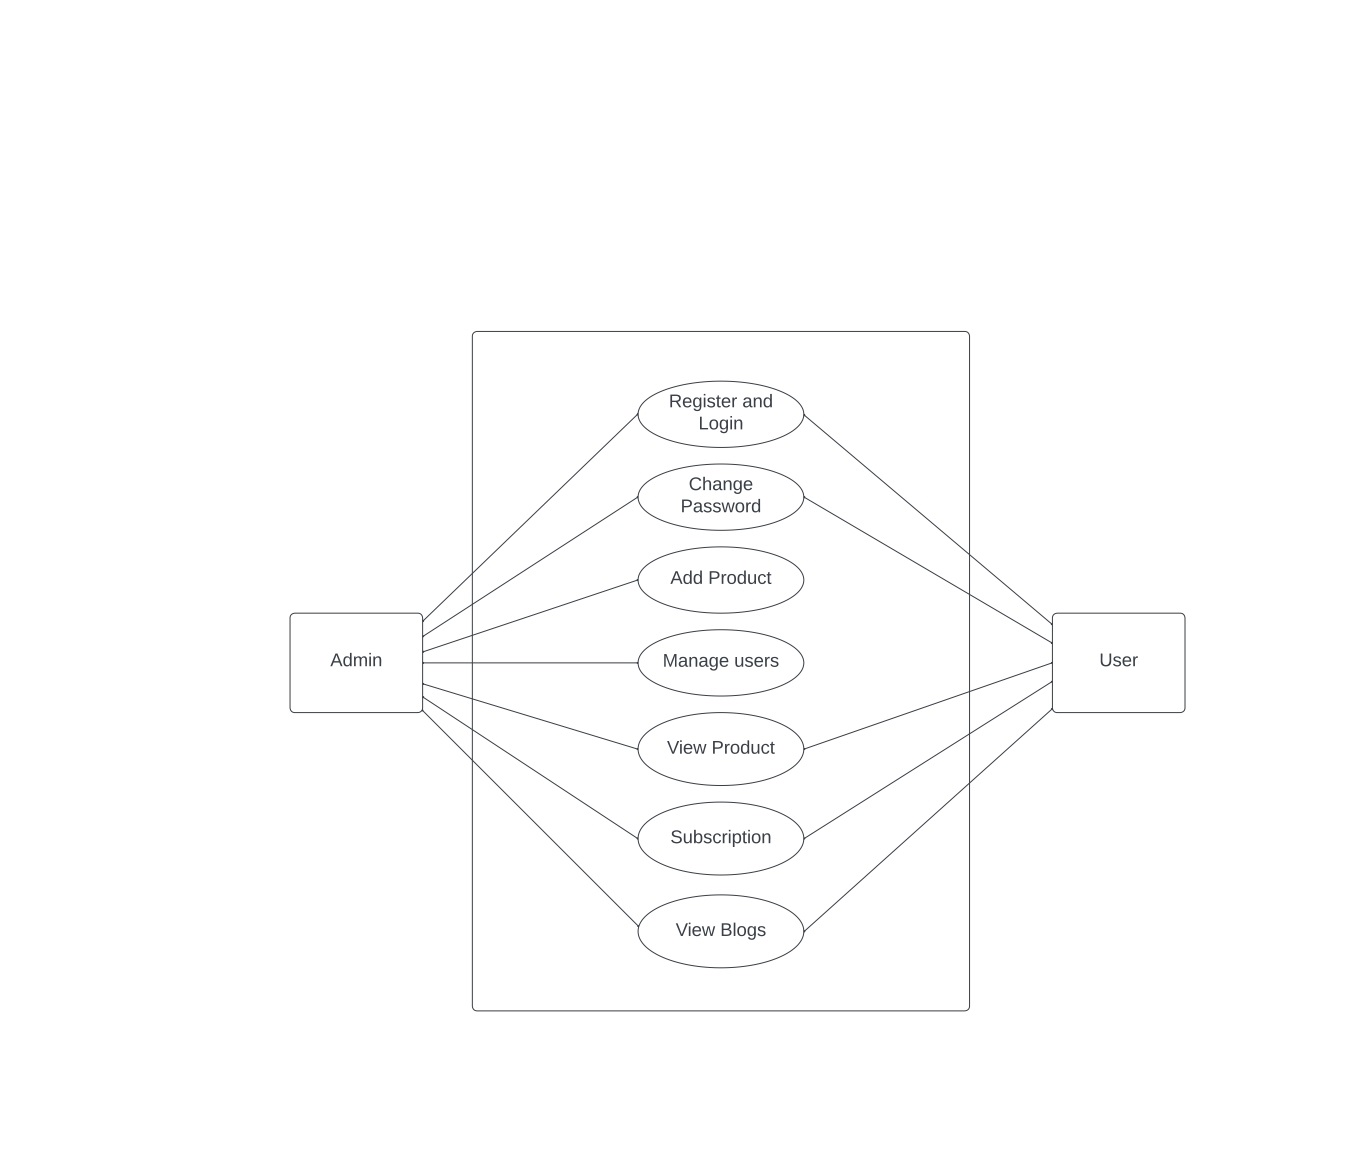 Register and
Login
Change
Password
Add Product
Admin
Manage users
User
View Product
Subscription
View Blogs